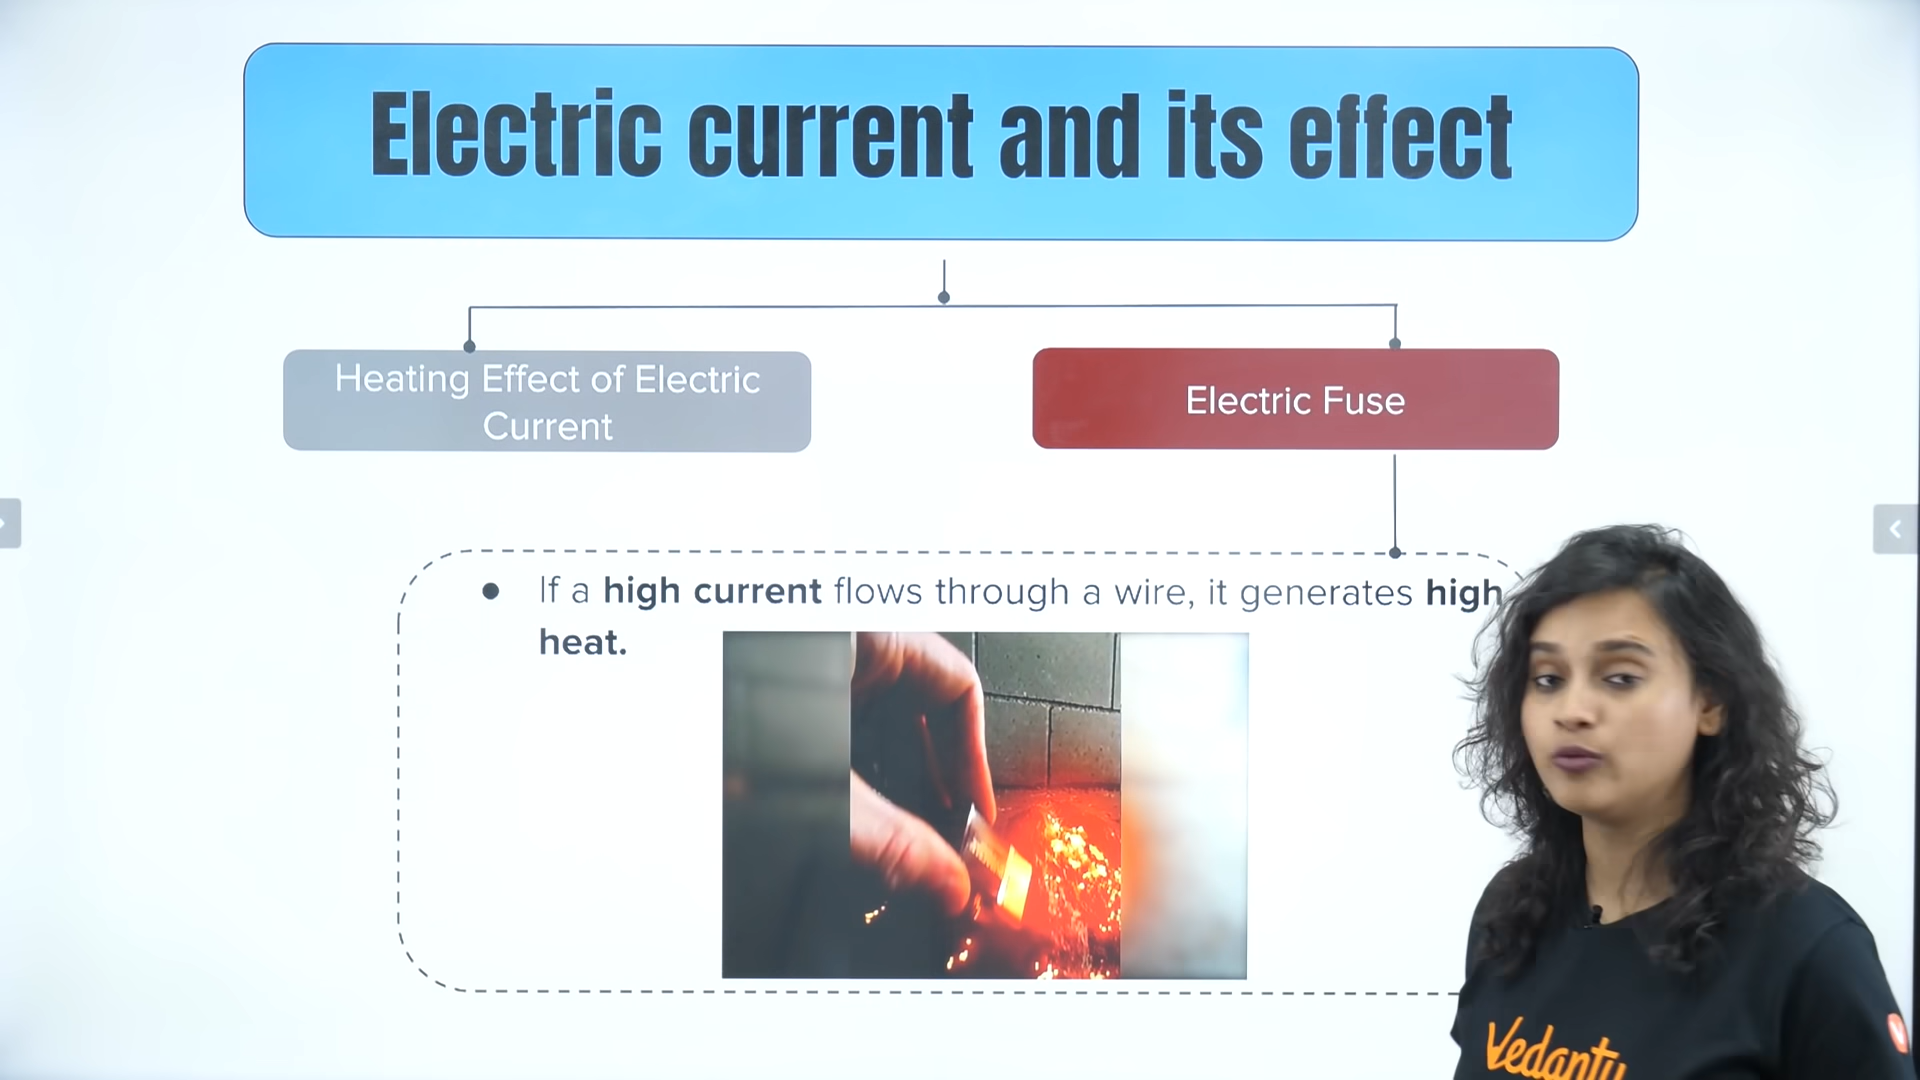 Electric current and its effect
Heating Effect of Electric
Current
Electric Fuse
If a high current flows through a wire, it generates high
heat.
Vedantu